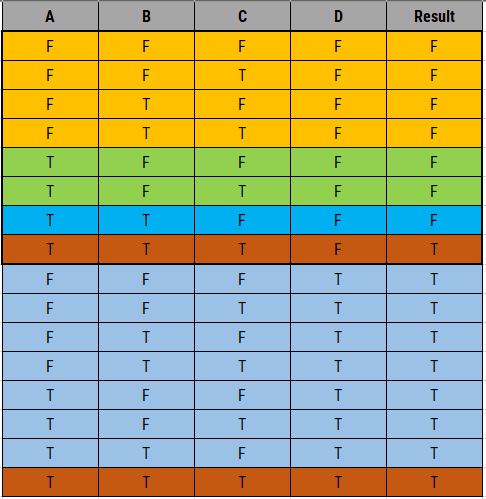 A B C D Result
F F F F F
F F T F F
F T F F F
F T T F F
T F F F F
T F T F F
T T F F F
T T T F T
F F F T T
F F T T T
F T F T T
F T T T T
T F F T T
T F T T T
T T F T T
T T T T T